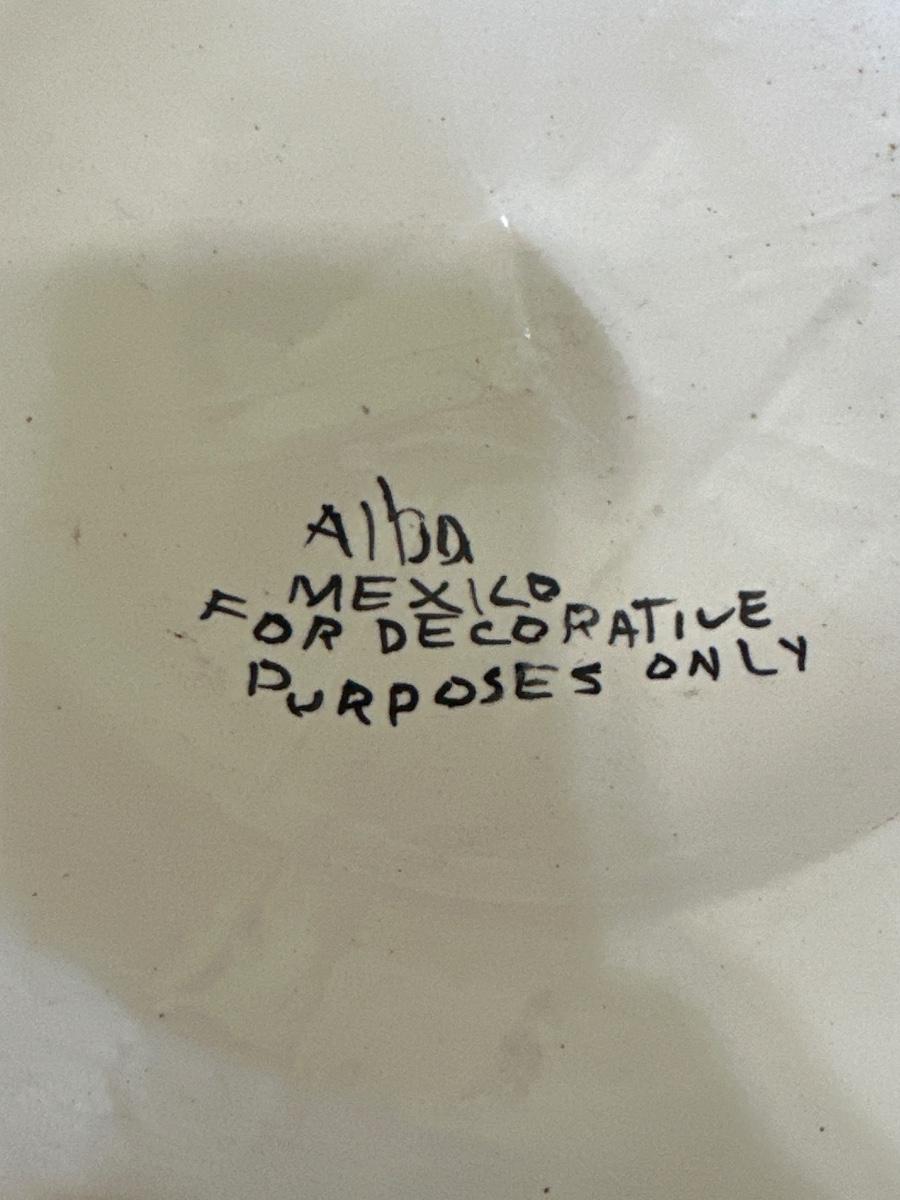 Alba
MEXICO
FOR DECORATIVE
PURPOSES ONLY